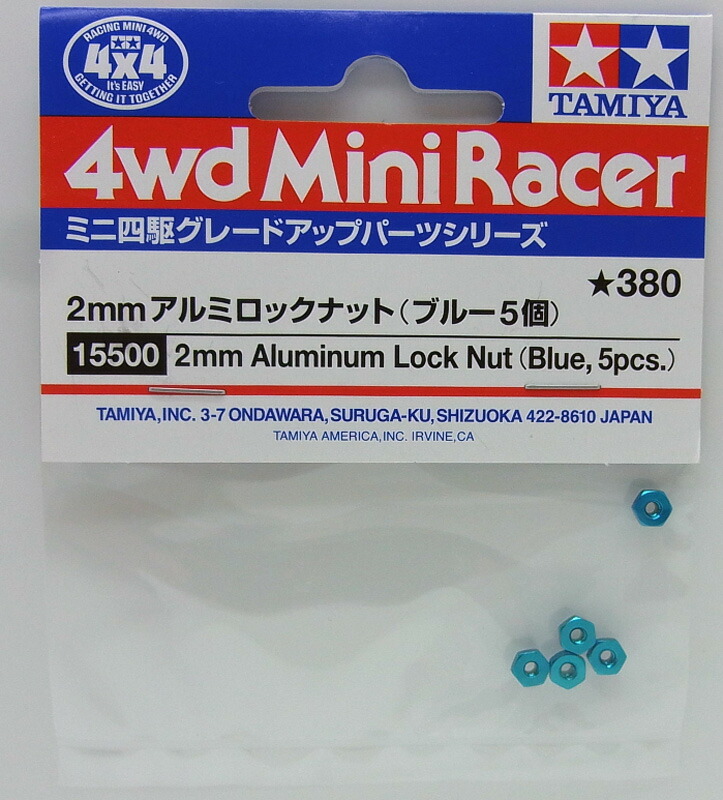 RACING MINI 4WD
4x4
It's EASY
GETTING IT TOGETHER
TAMIYA
4wd Mini Racer
ミニ四駆グレードアップパーツシリーズ
★380
2mmアルミロックナット(ブルー5個)
15500 2mm Aluminum Lock Nut (Blue, 5pcs.)
TAMIYA,INC. 3-7 ONDAWARA, SURUGA-KU, SHIZUOKA 422-8610 JAPAN
TAMIYA AMERICA,INC. IRVINE,CA